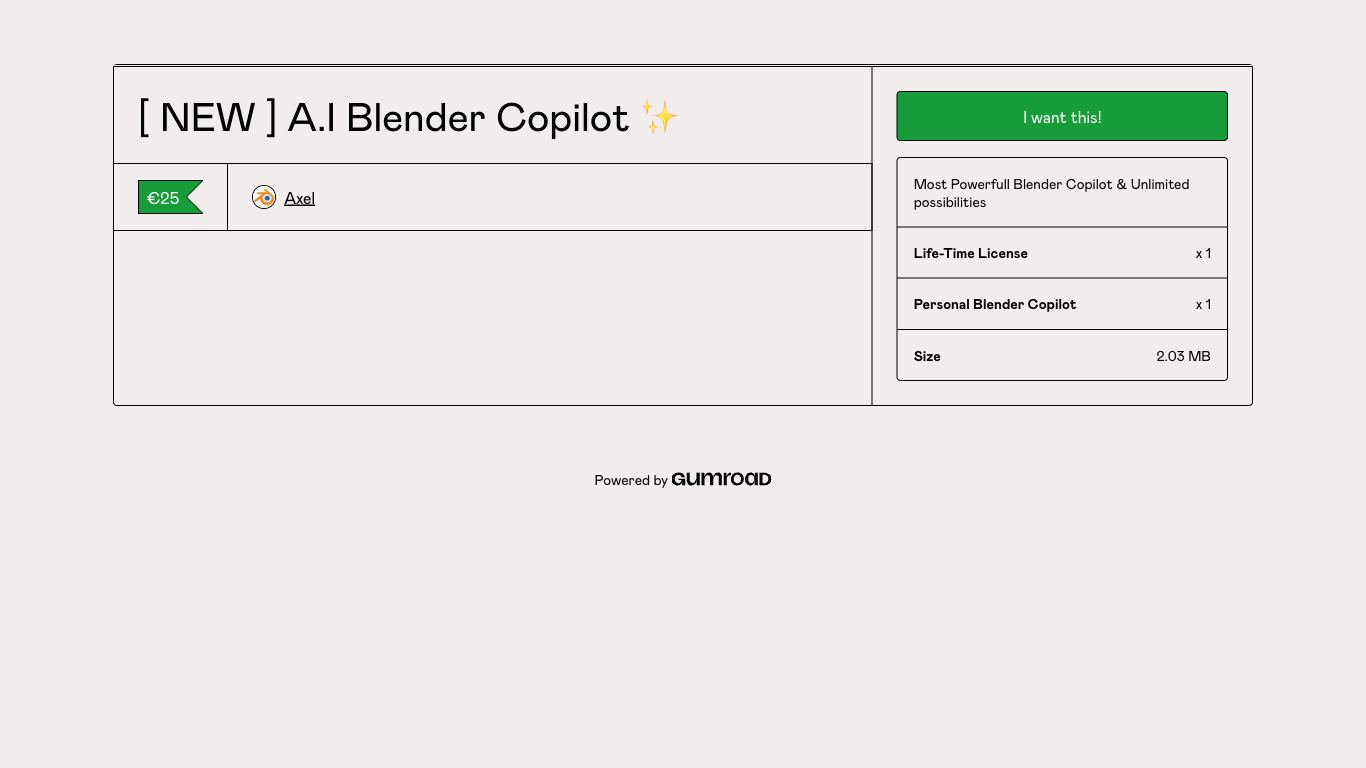 [ NEW ] A.I Blender Copilot ✨
€25
Axel
I want this!
Most Powerfull Blender Copilot & Unlimited
possibilities
Life-Time License x 1
Personal Blender Copilot x 1
Size 2.03 MB
Powered by Gumroad